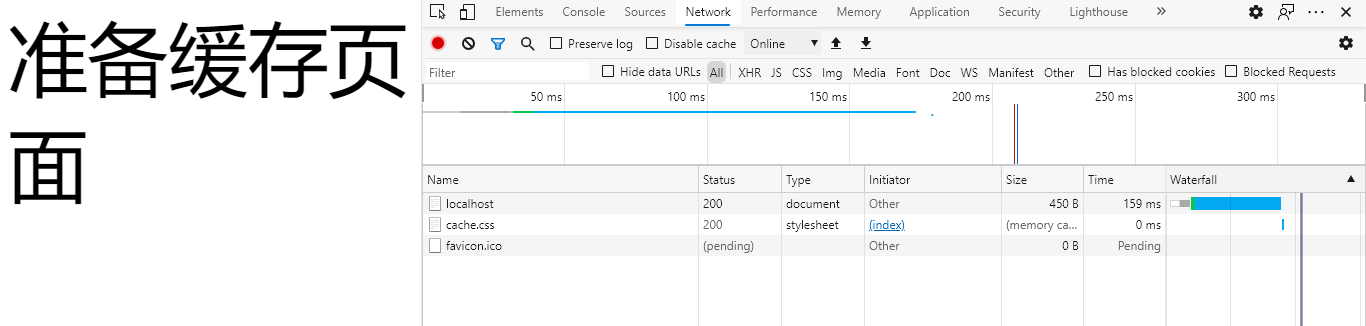 准备缓存页
面
Elements Console Sources Network Performance Memory Application Security Lighthouse »
Preserve log Disable cache Online
Filter Hide data URLs All XHR JS CSS Img Media Font Doc WS Manifest Other Has blocked cookies Blocked Requests
50 ms 100 ms 150 ms 200 ms 250 ms 300 ms
Name Status Type Initiator Size Time Waterfall
localhost 200 document Other 450 B 159 ms
cache.css 200 stylesheet (index) (memory ca... 0 ms
favicon.ico (pending) Other 0 B Pending